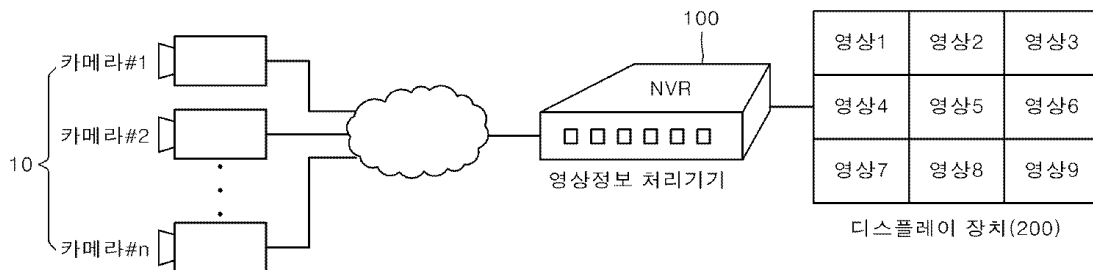 카메라#1
카메라#2
10
카메라#n
100
NVR
영상정보 처리기기
영상1 영상2 영상3
영상4 영상5 영상6
영상7 영상8 영상9
디스플레이 장치(200)